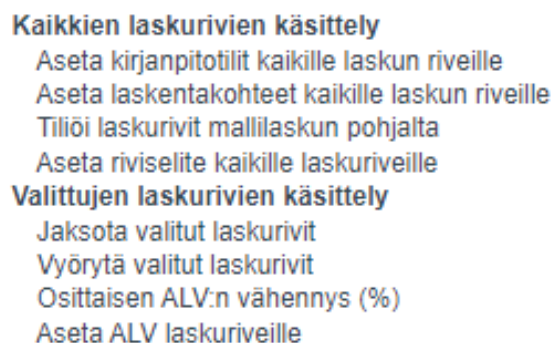 Kaikkien laskurivien käsittely
Aseta kirjanpitotilit kaikille laskun riveille
Aseta laskentakohteet kaikille laskun riveille
Tiliöi laskurivit mallilaskun pohjalta
Aseta riviselite kaikille laskuriveille
Valittujen laskurivien käsittely
Jaksota valitut laskurivit
Vyörytä valitut laskurivit
Osittaisen ALV:n vähennys (%)
Aseta ALV laskuriveille